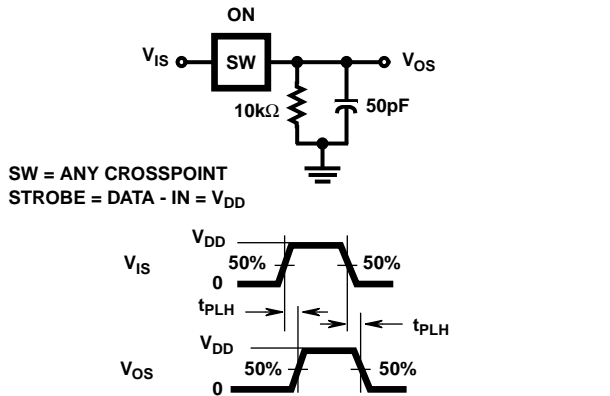 ON
V_IS SW V_OS
10kΩ 50pF
SW = ANY CROSSPOINT
STROBE = DATA - IN = V_DD
V_DD
V_IS 50% 50%
0
t_PLH t_PLH
V_DD
V_OS 50% 50%
0